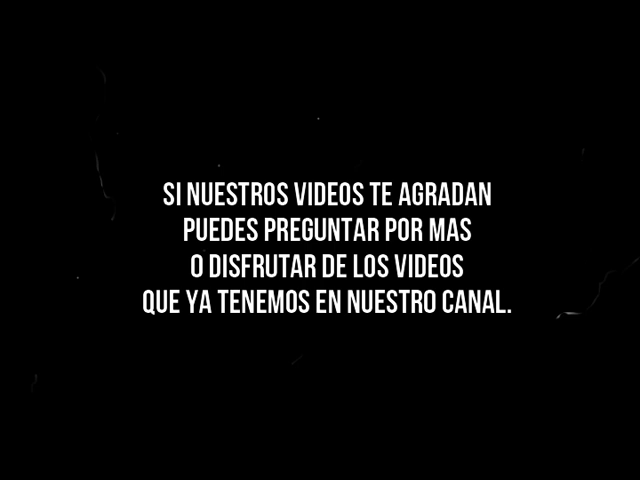 SI NUESTROS VIDEOS TE AGRADAN
PUEDES PREGUNTAR POR MAS
O DISFRUTAR DE LOS VIDEOS
QUE YA TENEMOS EN NUESTRO CANAL.